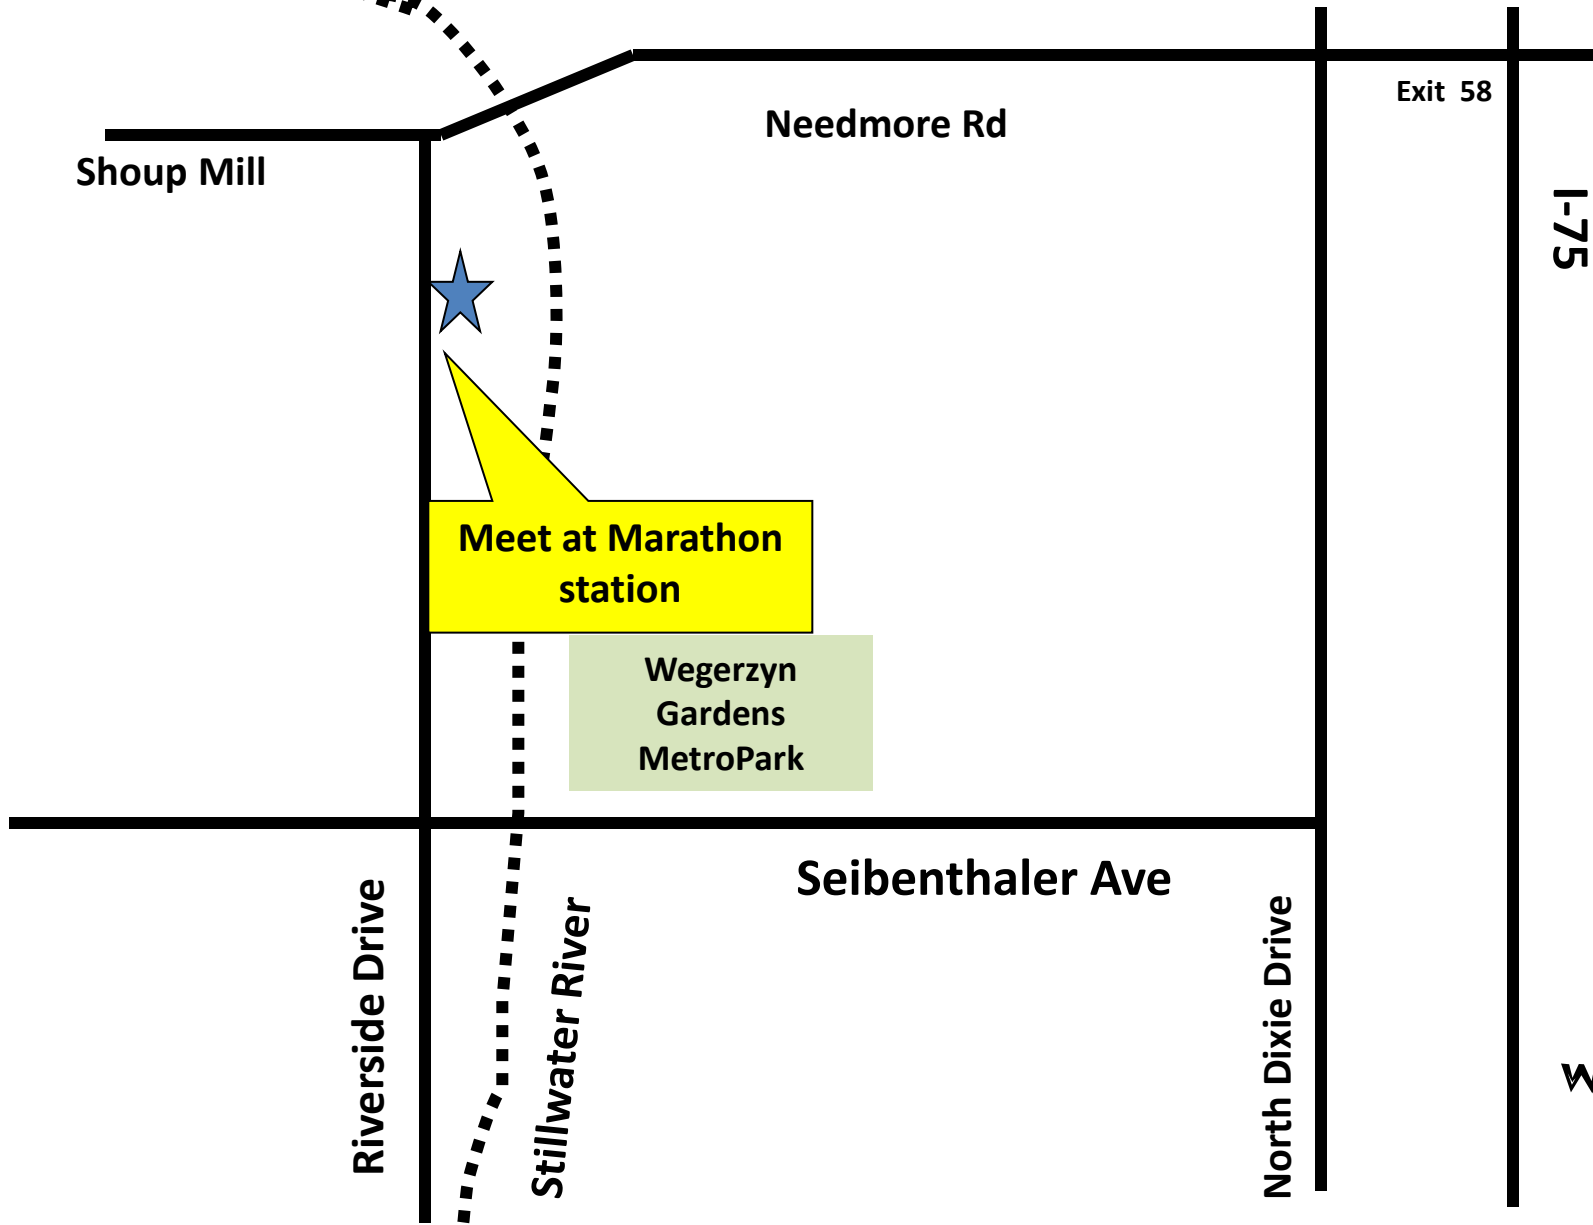 Exit 58
Needmore Rd
Shoup Mill
I-75
Meet at Marathon
station
Wegerzyn
Gardens
MetroPark
Seibenthaler Ave
Riverside Drive
Stillwater River
North Dixie Drive
W